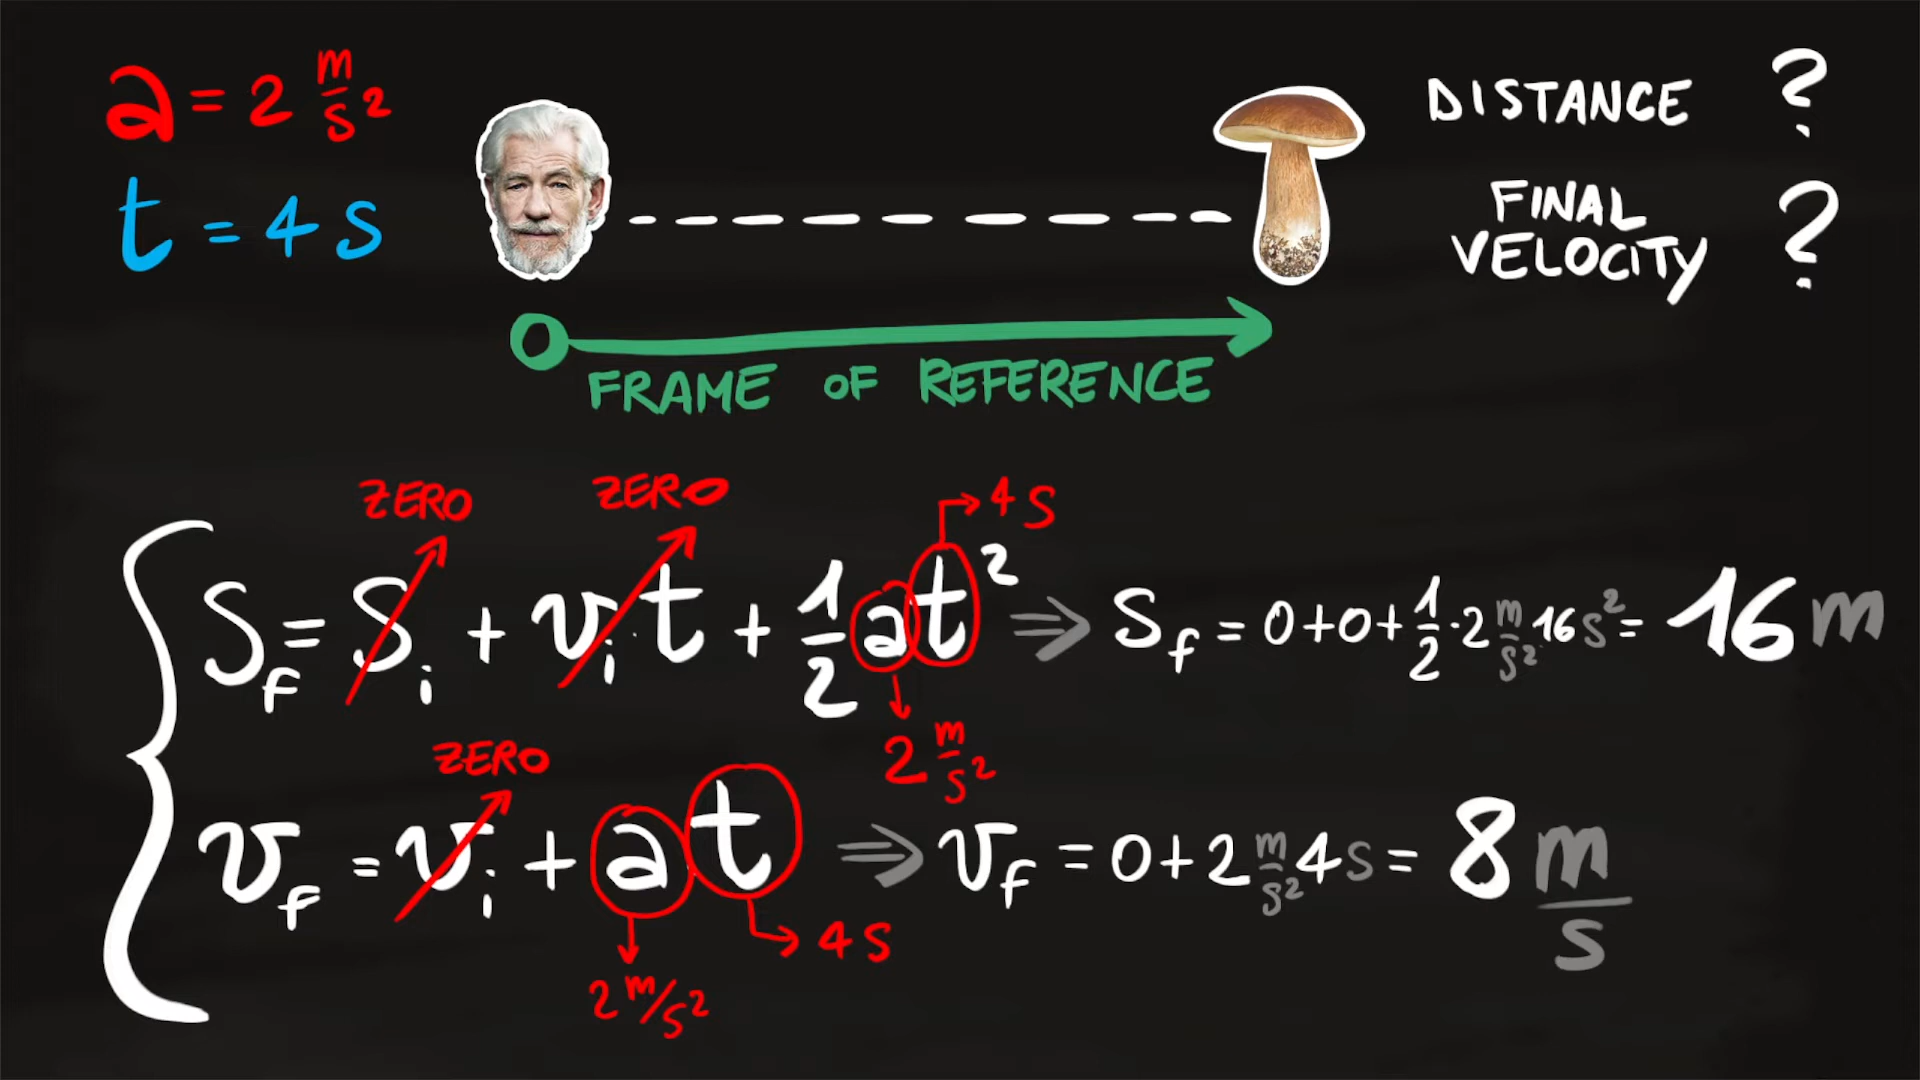 a = 2 m/s²
t = 4 s
DISTANCE ?
FINAL VELOCITY ?
FRAME OF REFERENCE
ZERO
ZERO
→ 4 S
S_f = S_i + v_i · t + 1/2 a t² ⇒ S_f = 0 + 0 + 1/2 · 2 m/s² · 16 s² = 16 m
2 m/s²
ZERO
v_f = v_i + a t ⇒ v_f = 0 + 2 m/s² 4 s = 8 m/s
→ 4 S
2 m/s²